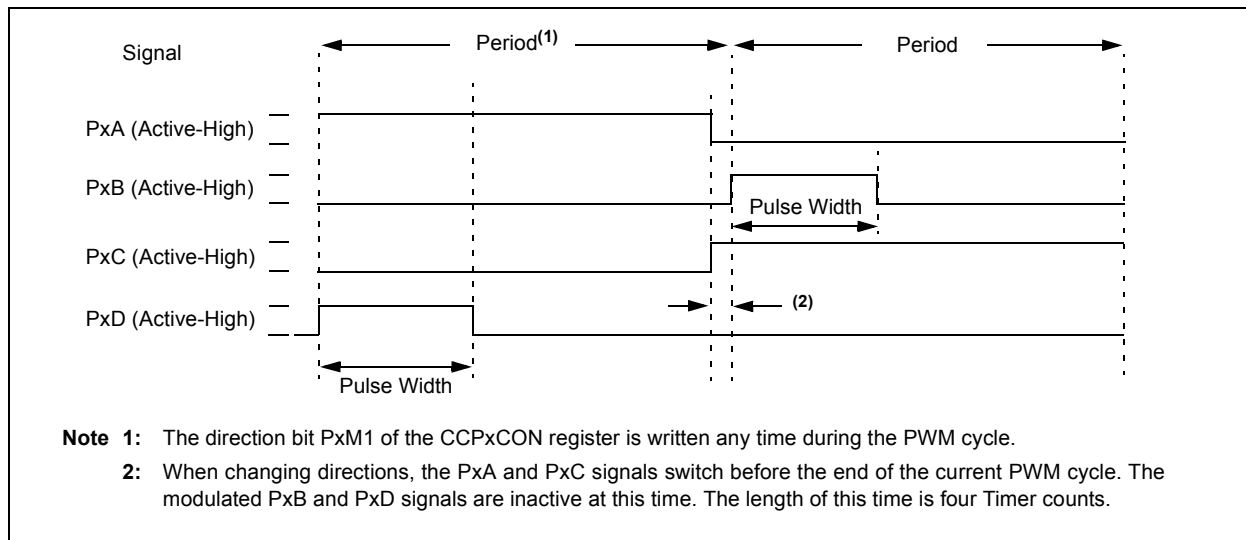 Signal
Period(1)
Period
PxA (Active-High)
PxB (Active-High)
Pulse Width
PxC (Active-High)
(2)
PxD (Active-High)
Pulse Width
Note 1: The direction bit PxM1 of the CCPxCON register is written any time during the PWM cycle.
2: When changing directions, the PxA and PxC signals switch before the end of the current PWM cycle. The
modulated PxB and PxD signals are inactive at this time. The length of this time is four Timer counts.